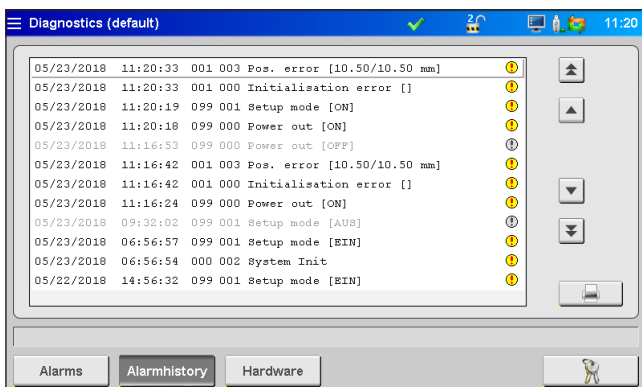 Diagnostics (default) 2 11:20
05/23/2018 11:20:33 001 003 Pos. error [10.50/10.50 mm]
05/23/2018 11:20:33 001 000 Initialisation error []
05/23/2018 11:20:19 099 001 Setup mode [ON]
05/23/2018 11:20:18 099 000 Power out [ON]
05/23/2018 11:16:53 099 000 Power out [OFF]
05/23/2018 11:16:42 001 003 Pos. error [10.50/10.50 mm]
05/23/2018 11:16:42 001 000 Initialisation error []
05/23/2018 11:16:24 099 000 Power out [ON]
05/23/2018 09:32:02 099 001 Setup mode [AUS]
05/23/2018 06:56:57 099 001 Setup mode [EIN]
05/23/2018 06:56:54 000 002 System Init
05/22/2018 14:56:32 099 001 Setup mode [EIN]
Alarms Alarmhistory Hardware